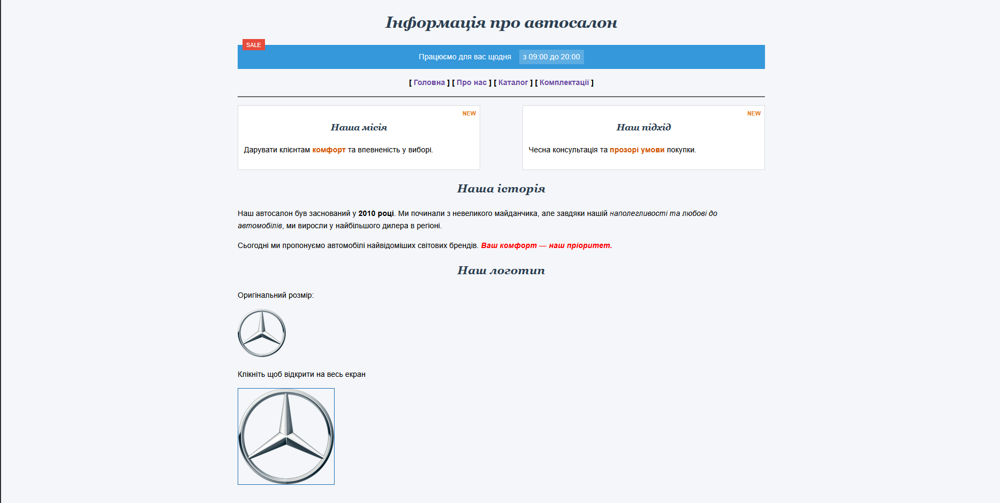 Інформація про автосалон
SALE
Працюємо для вас щодня з 09:00 до 20:00
[ Головна ] [ Про нас ] [ Каталог ] [ Комплектації ]
NEW
Наша місія
Дарувати клієнтам комфорт та впевненість у виборі.
NEW
Наш підхід
Чесна консультація та прозорі умови покупки.
Наша історія
Наш автосалон був заснований у 2010 році. Ми починали з невеликого майданчика, але завдяки нашій наполегливості та любові до
автомобілів, ми виросли у найбільшого дилера в регіоні.
Сьогодні ми пропонуємо автомобілі найвідоміших світових брендів. Ваш комфорт — наш пріоритет.
Наш логотип
Оригінальний розмір:
Клікніть щоб відкрити на весь екран